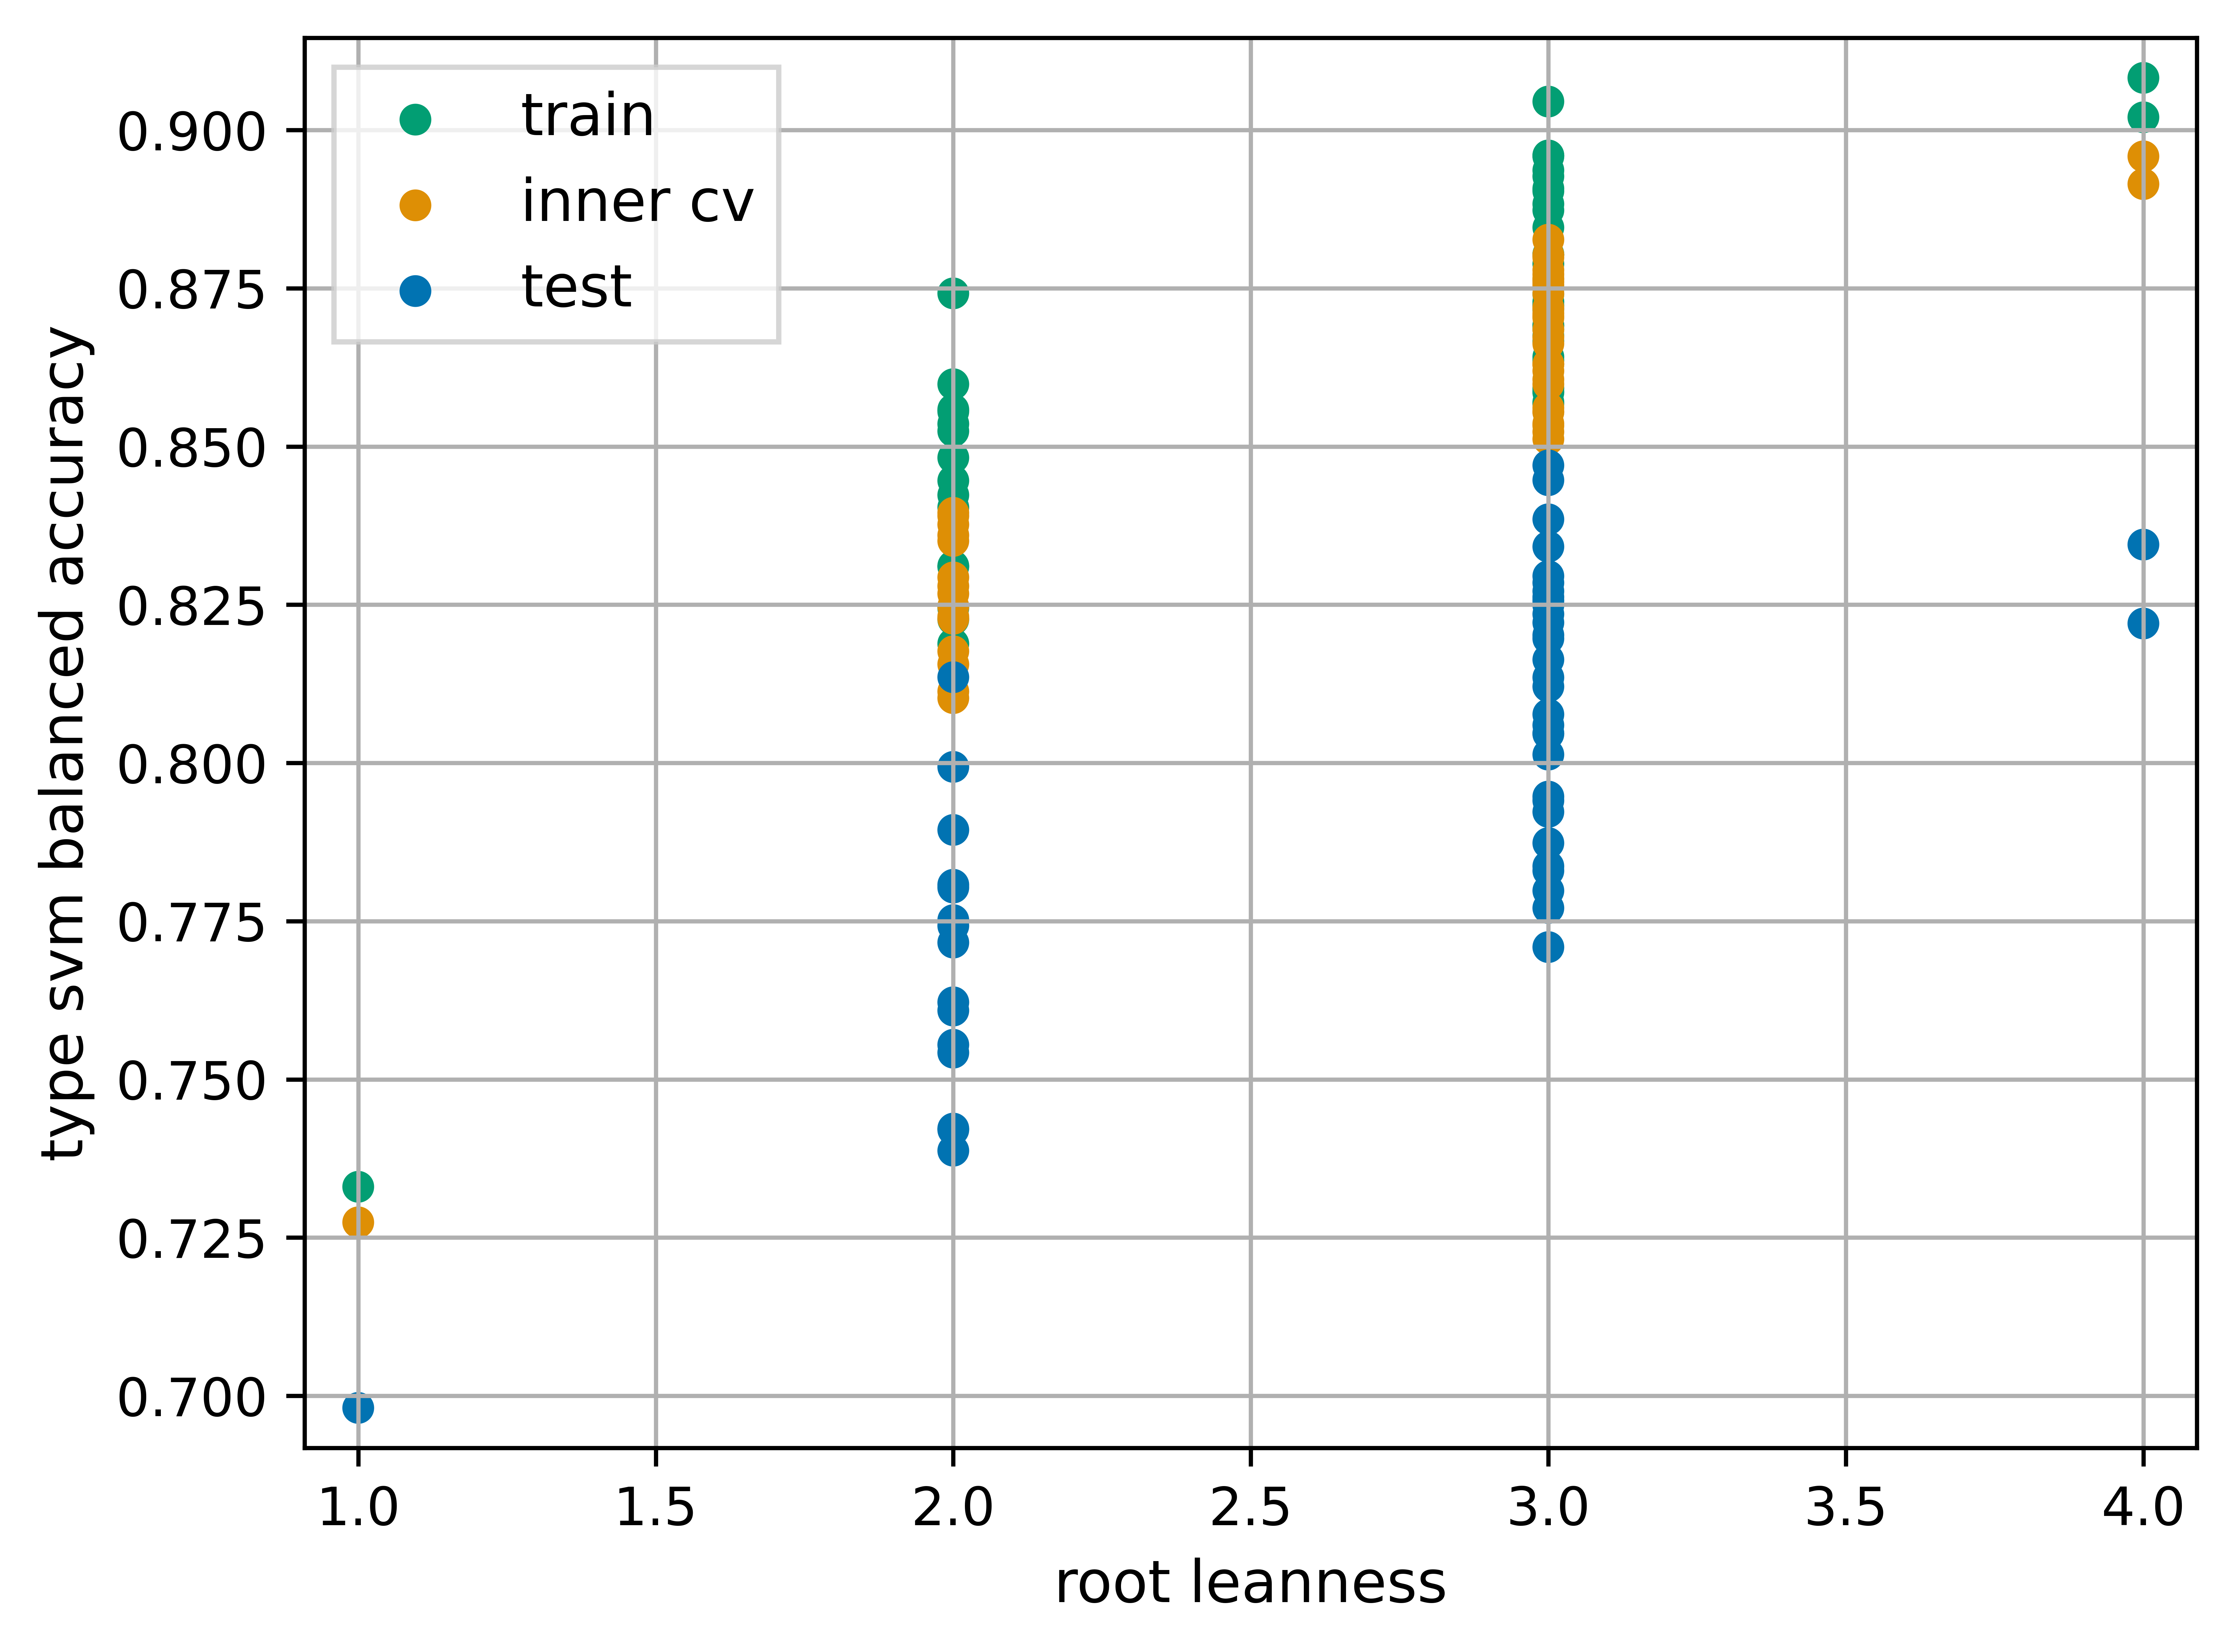 train
inner cv
test
type svm balanced accuracy
0.900
0.875
0.850
0.825
0.800
0.775
0.750
0.725
0.700
1.0 1.5 2.0 2.5 3.0 3.5 4.0
root leanness